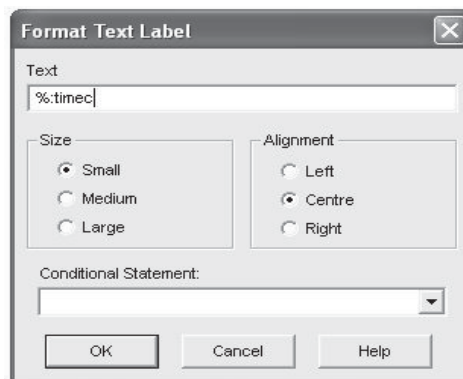 Format Text Label
Text
%:timec
Size
Alignment
Small
Left
Medium
Centre
Large
Right
Conditional Statement:
OK Cancel Help